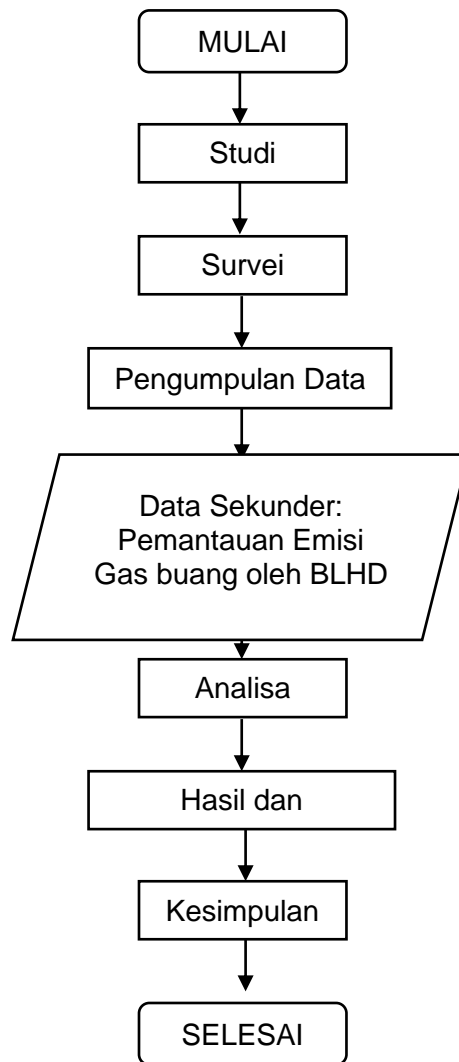 MULAI
Studi
Survei
Pengumpulan Data
Data Sekunder:
Pemantauan Emisi
Gas buang oleh BLHD
Analisa
Hasil dan
Kesimpulan
SELESAI